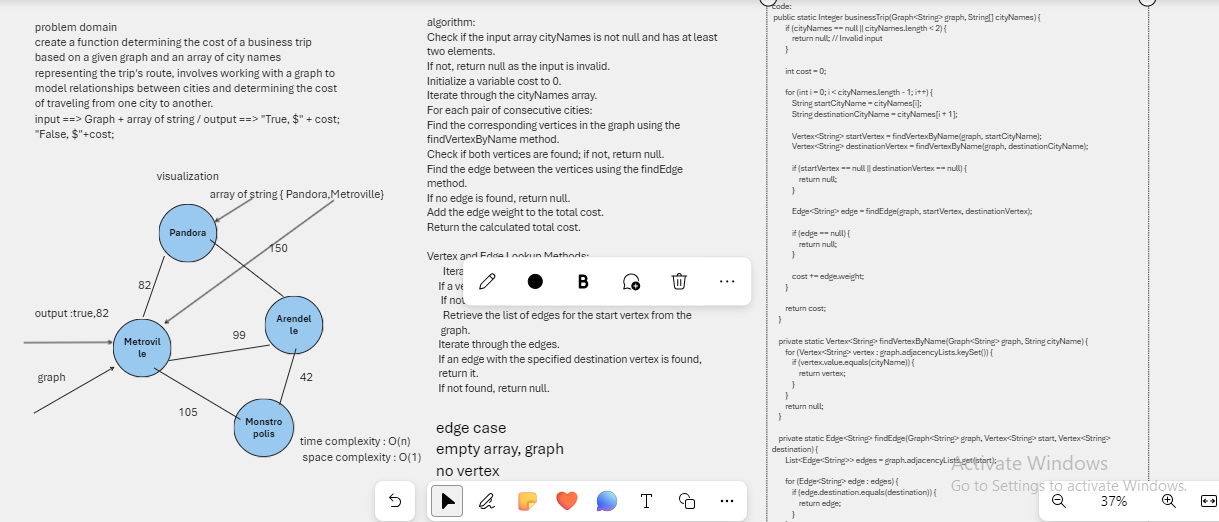 problem domain
create a function determining the cost of a business trip
based on a given graph and an array of city names
representing the trip's route, involves working with a graph to
model relationships between cities and determining the cost
of traveling from one city to another.
input ==> Graph + array of string / output ==> "True, $" + cost;
"False, $"+cost;
visualization
array of string { Pandora,Metroville}
Pandora
150
82
output :true,82
Arendel
le
Metrovil
le
99
graph
42
105
Monstro
polis
time complexity : O(n)
space complexity : O(1)
algorithm:
Check if the input array cityNames is not null and has at least
two elements.
If not, return null as the input is invalid.
Initialize a variable cost to 0.
Iterate through the cityNames array.
For each pair of consecutive cities:
Find the corresponding vertices in the graph using the
findVertexByName method.
Check if both vertices are found; if not, return null.
Find the edge between the vertices using the findEdge
method.
If no edge is found, return null.
Add the edge weight to the total cost.
Return the calculated total cost.
Vertex and Edge Lookup Methods:
If a
If not
Retrieve the list of edges for the start vertex from the
graph.
Iterate through the edges.
If an edge with the specified destination vertex is found,
return it.
If not found, return null.
edge case
empty array, graph
no vertex
B
T
code:
public static Integer businessTrip(Graph<String> graph, String[] cityNames) {
if (cityNames == null || cityNames.length < 2) {
return null; // Invalid input
}
int cost = 0;
for (int i = 0; i < cityNames.length - 1; i++) {
String startCityName = cityNames[i];
String destinationCityName = cityNames[i + 1];
Vertex<String> startVertex = findVertexByName(graph, startCityName);
Vertex<String> destinationVertex = findVertexByName(graph, destinationCityName);
if (startVertex == null || destinationVertex == null) {
return null;
}
Edge<String> edge = findEdge(graph, startVertex, destinationVertex);
if (edge == null) {
return null;
}
cost += edge.weight;
}
return cost;
}
private static Vertex<String> findVertexByName(Graph<String> graph, String cityName) {
for (Vertex<String> vertex : graph.adjacencyLists.keySet()) {
if (vertex.value.equals(cityName)) {
return vertex;
}
}
return null;
}
private static Edge<String> findEdge(Graph<String> graph, Vertex<String> start, Vertex<String>
destination) {
List<Edge<String>> edges = graph.adjacencyLists.get(start);
for (Edge<String> edge : edges) {
if (edge.destination.equals(destination)) {
return edge;
}
Activate Windows
Go to Settings to activate Windows.
37%